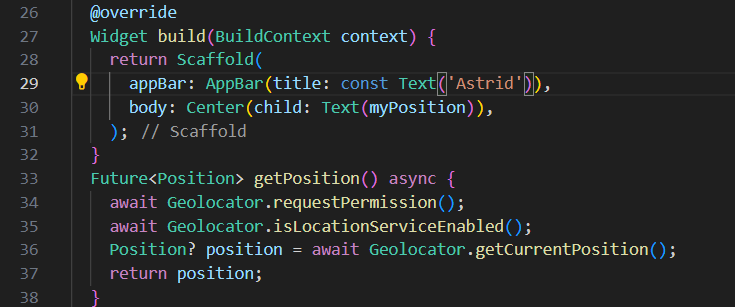 26 @override
27 Widget build(BuildContext context) {
28 return Scaffold(
29 appBar: AppBar(title: const Text('Astrid')),
30 body: Center(child: Text(myPosition)),
31 ); // Scaffold
32 }
33 Future<Position> getPosition() async {
34 await Geolocator.requestPermission();
35 await Geolocator.isLocationServiceEnabled();
36 Position? position = await Geolocator.getCurrentPosition();
37 return position;
38 }